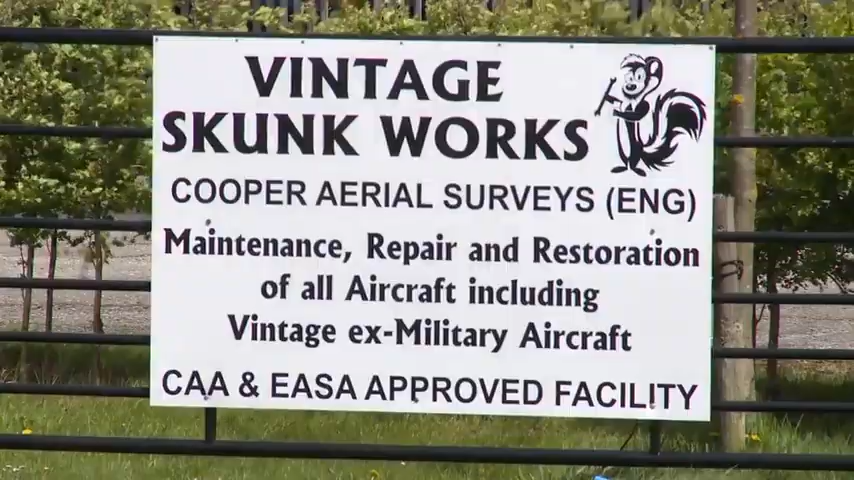 VINTAGE
SKUNK WORKS
COOPER AERIAL SURVEYS (ENG)
Maintenance, Repair and Restoration
of all Aircraft including
Vintage ex-Military Aircraft
CAA & EASA APPROVED FACILITY